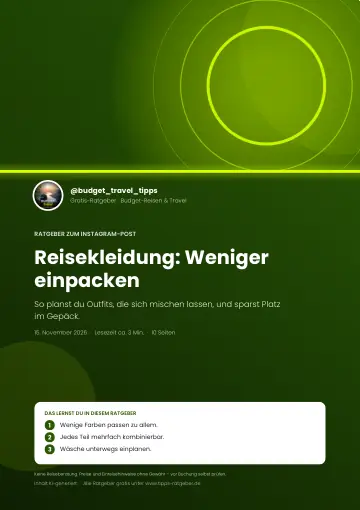 @budget_travel_tipps
Gratis-Ratgeber · Budget-Reisen & Travel
RATGEBER ZUM INSTAGRAM-POST
Reisekleidung: Weniger
einpacken
So planst du Outfits, die sich mischen lassen, und sparst Platz
im Gepäck.
16. November 2026 · Lesezeit ca. 3 Min. · 10 Seiten
DAS LERNST DU IN DIESEM RATGEBER
1 Wenige Farben passen zu allem.
2 Jedes Teil mehrfach kombinierbar.
3 Wäsche unterwegs einplanen.
Keine Reiseberatung. Preise und Einreisehinweise ohne Gewähr – vor Buchung selbst prüfen.
Inhalt KI-generiert · Alle Ratgeber gratis unter www.tipps-ratgeber.de